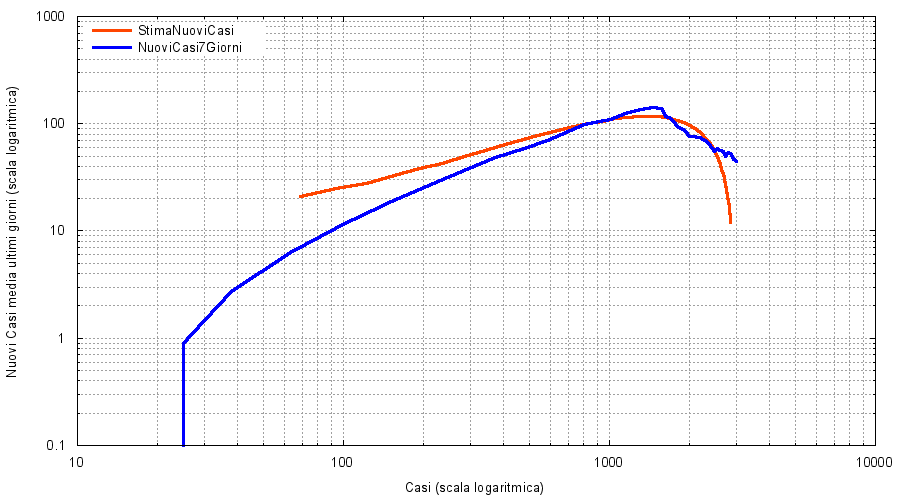 1000
StimaNuoviCasi
NuoviCasi7Giorni
100
10
1
0.1
Nuovi Casi media ultimi giorni (scala logaritmica)
10 100 1000 10000
Casi (scala logaritmica)